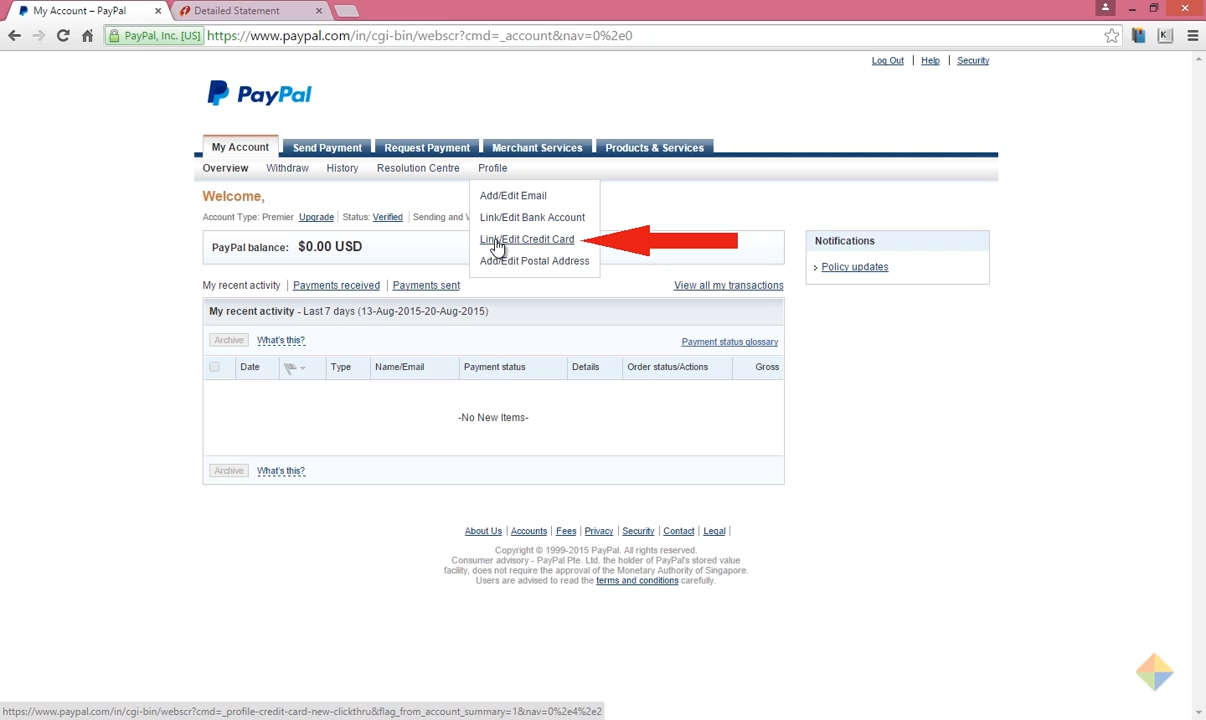 My Account – PayPal
Detailed Statement
PayPal, Inc. [US] https://www.paypal.com/in/cgi-bin/webscr?cmd=_account&nav=0%2e0
K
Log Out | Help | Security
PayPal
My Account Send Payment Request Payment Merchant Services Products & Services
Overview Withdraw History Resolution Centre Profile
Add/Edit Email
Link/Edit Bank Account
Link/Edit Credit Card
Add/Edit Postal Address
Welcome,
Account Type: Premier Upgrade | Status: Verified | Sending and
PayPal balance: $0.00 USD
Notifications
Policy updates
My recent activity | Payments received | Payments sent
View all my transactions
My recent activity - Last 7 days (13-Aug-2015-20-Aug-2015)
Archive What's this?
Payment status glossary
Date Type Name/Email Payment status Details Order status/Actions Gross
-No New Items-
Archive What's this?
About Us | Accounts | Fees | Privacy | Security | Contact | Legal |
Copyright © 1999-2015 PayPal. All rights reserved.
Consumer advisory - PayPal Pte. Ltd. the holder of PayPal's stored value
facility, does not require the approval of the Monetary Authority of Singapore.
Users are advised to read the terms and conditions carefully.
https://www.paypal.com/in/cgi-bin/webscr?cmd=_profile-credit-card-new-clickthru&flag_from_account_summary=1&nav=0%2e4%2e2